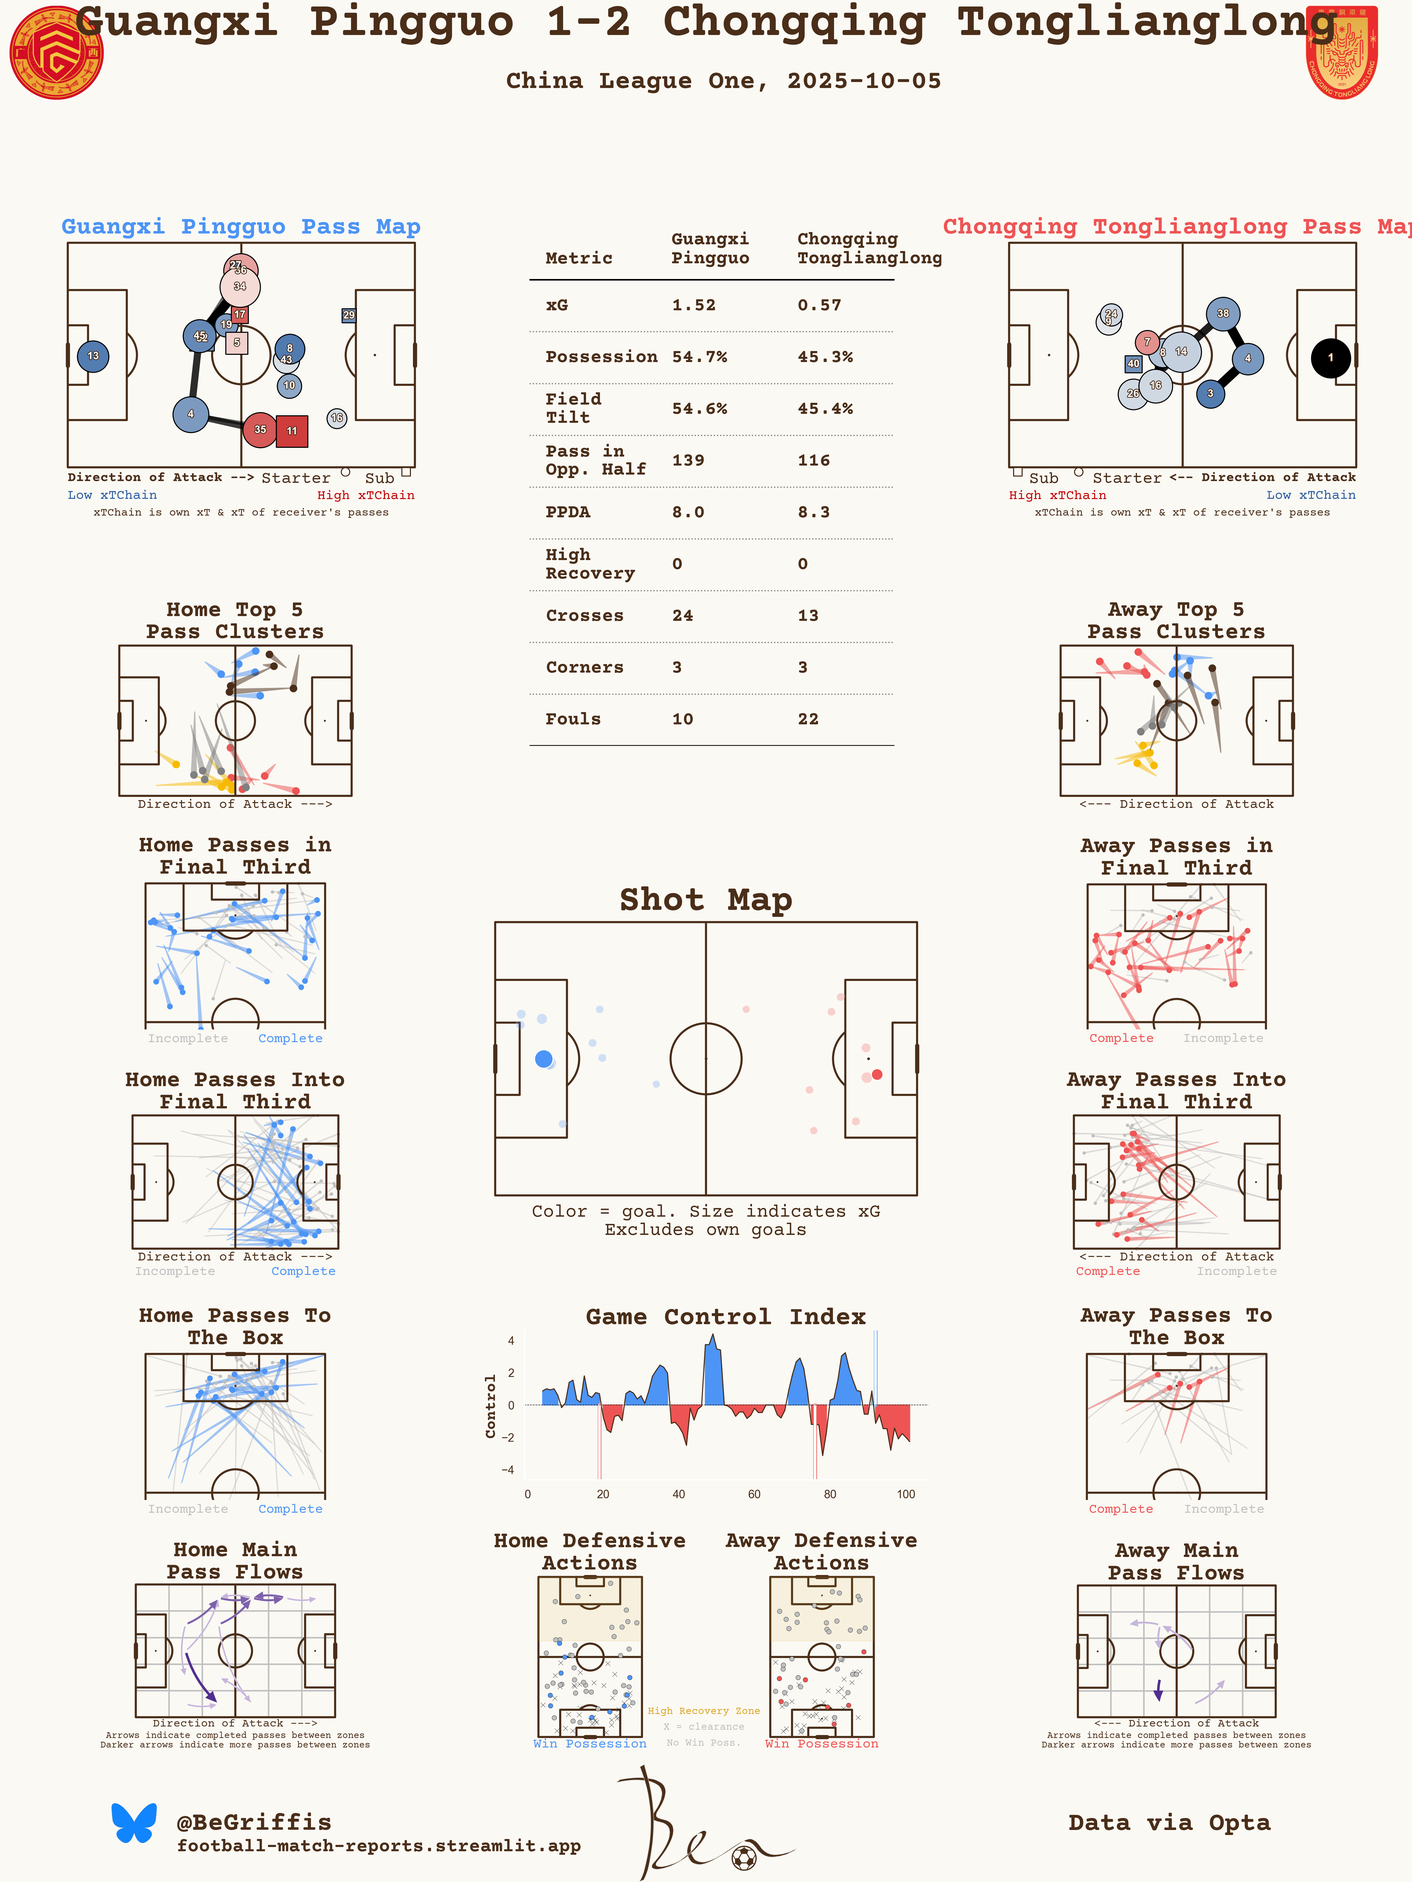 Guangxi Pingguo 1-2 Chongqing Tonglianglong
China League One, 2025-10-05
广
西
CHONGQING TONGLIANGLONG
Guangxi Pingguo Pass Map
27
36
34
17
19
45
5
29
13
8
43
10
4
16
35
11
Direction of Attack --> Starter Sub
Low xTChain High xTChain
xTChain is own xT & xT of receiver's passes
Metric Guangxi Pingguo Chongqing Tonglianglong
xG 1.52 0.57
Possession 54.7% 45.3%
Field Tilt 54.6% 45.4%
Pass in Opp. Half 139 116
PPDA 8.0 8.3
High Recovery 0 0
Crosses 24 13
Corners 3 3
Fouls 10 22
Chongqing Tonglianglong Pass Map
24
9
38
7
8
14
4
1
40
16
26
3
Sub Starter <-- Direction of Attack
High xTChain Low xTChain
xTChain is own xT & xT of receiver's passes
Home Top 5
Pass Clusters
Direction of Attack --->
Away Top 5
Pass Clusters
<--- Direction of Attack
Home Passes in
Final Third
Incomplete Complete
Away Passes in
Final Third
Complete Incomplete
Shot Map
Color = goal. Size indicates xG
Excludes own goals
Home Passes Into
Final Third
Direction of Attack --->
Incomplete Complete
Away Passes Into
Final Third
<--- Direction of Attack
Complete Incomplete
Home Passes To
The Box
Incomplete Complete
Game Control Index
Control
4
2
0
−2
−4
0 20 40 60 80 100
Away Passes To
The Box
Complete Incomplete
Home Main
Pass Flows
Direction of Attack --->
Arrows indicate completed passes between zones
Darker arrows indicate more passes between zones
Home Defensive
Actions
Win Possession
Away Defensive
Actions
Win Possession
High Recovery Zone
X = clearance
No Win Poss.
Away Main
Pass Flows
<--- Direction of Attack
Arrows indicate completed passes between zones
Darker arrows indicate more passes between zones
@BeGriffis
football-match-reports.streamlit.app
Ben
Data via Opta